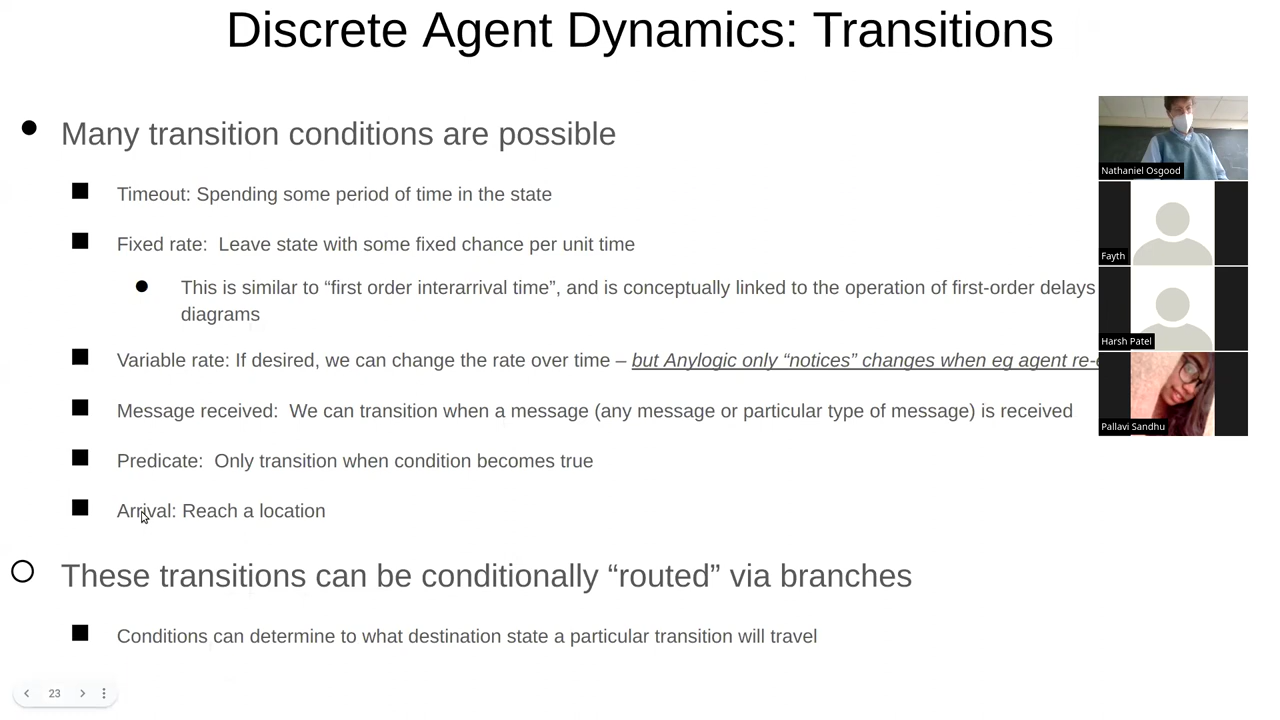 Discrete Agent Dynamics: Transitions
Many transition conditions are possible
Timeout: Spending some period of time in the state
Fixed rate:  Leave state with some fixed chance per unit time
This is similar to “first order interarrival time”, and is conceptually linked to the operation of first-order delays
diagrams
Variable rate: If desired, we can change the rate over time – but Anylogic only “notices” changes when eg agent
Message received:  We can transition when a message (any message or particular type of message) is received
Predicate:  Only transition when condition becomes true
Arrival: Reach a location
These transitions can be conditionally “routed” via branches
Conditions can determine to what destination state a particular transition will travel
23
Nathaniel Osgood
Fayth
Harsh Patel
Pallavi Sandhu